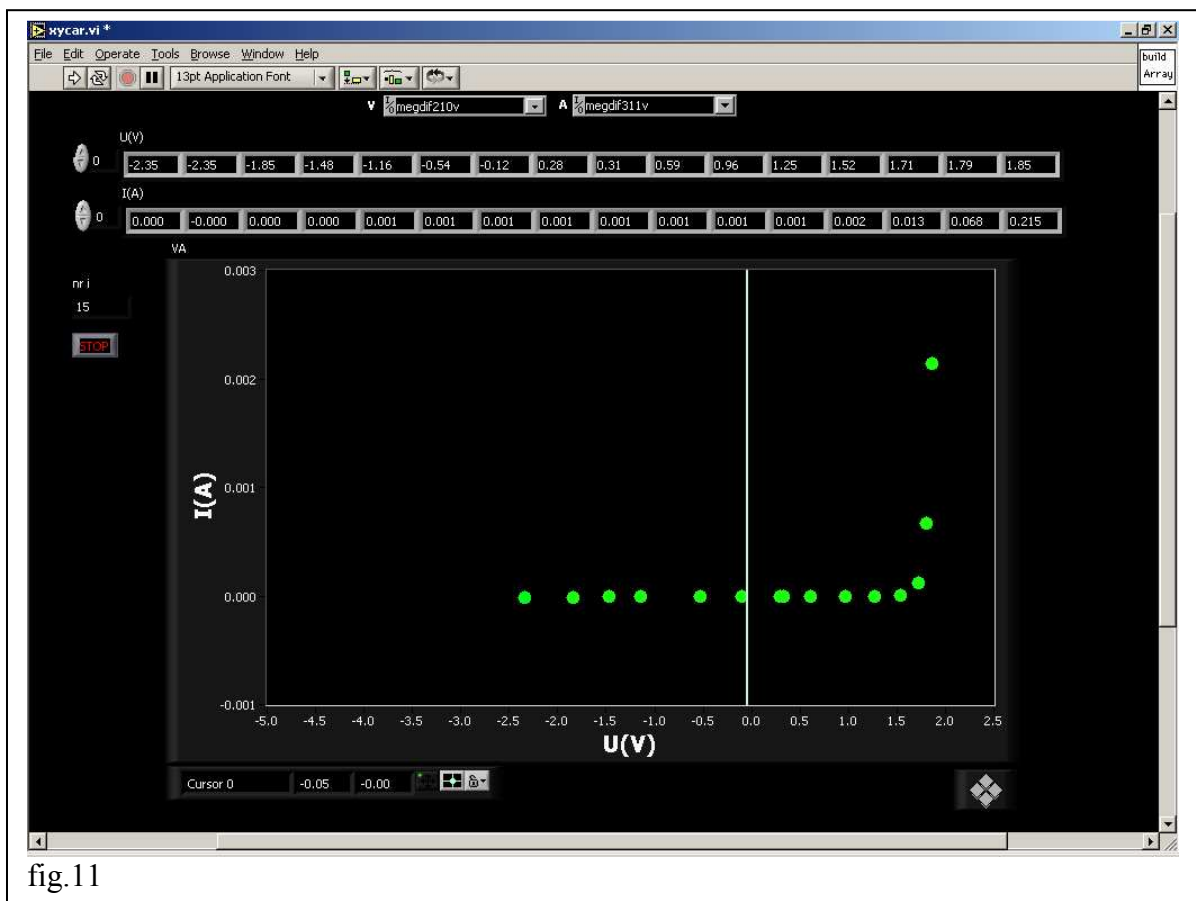 xycar.vi *
File Edit Operate Tools Browse Window Help
build
Array
13pt Application Font
V I/O megdif210v A I/O megdif311v
U(V)
0 -2.35 -2.35 -1.85 -1.48 -1.16 -0.54 -0.12 0.28 0.31 0.59 0.96 1.25 1.52 1.71 1.79 1.85
I(A)
0 0.000 -0.000 0.000 0.000 0.001 0.001 0.001 0.001 0.001 0.001 0.001 0.001 0.002 0.013 0.068 0.215
VA
nr i
15
STOP
0.003
0.002
0.001
0.000
-0.001
I(A)
-5.0 -4.5 -4.0 -3.5 -3.0 -2.5 -2.0 -1.5 -1.0 -0.5 0.0 0.5 1.0 1.5 2.0 2.5
U(V)
Cursor 0 -0.05 -0.00
fig.11